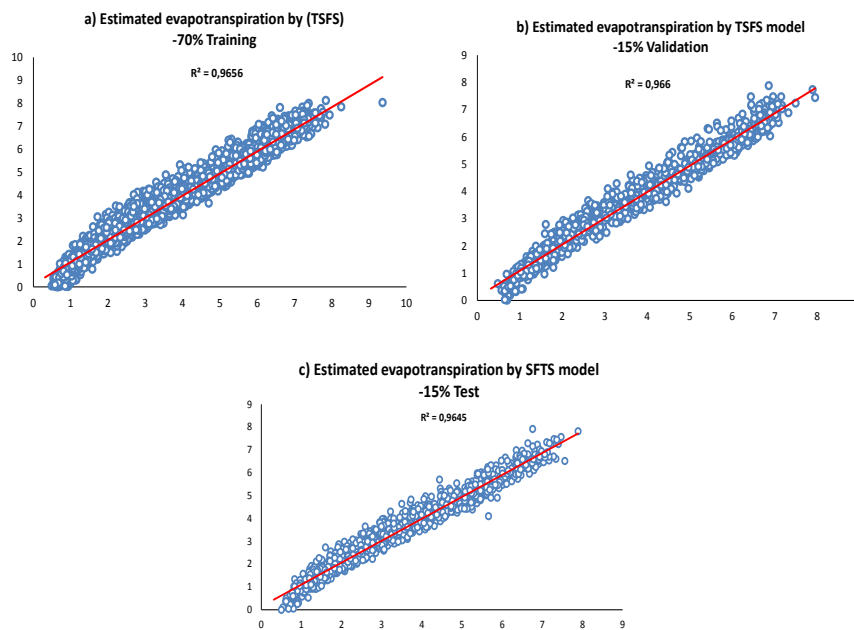 a) Estimated evapotranspiration by (TSFS)
-70% Training
R² = 0,9656
10
9
8
7
6
5
4
3
2
1
0
0 1 2 3 4 5 6 7 8 9 10
b) Estimated evapotranspiration by TSFS model
-15% Validation
R² = 0,966
9
8
7
6
5
4
3
2
1
0
0 1 2 3 4 5 6 7 8
c) Estimated evapotranspiration by SFTS model
-15% Test
R² = 0,9645
9
8
7
6
5
4
3
2
1
0
0 1 2 3 4 5 6 7 8 9